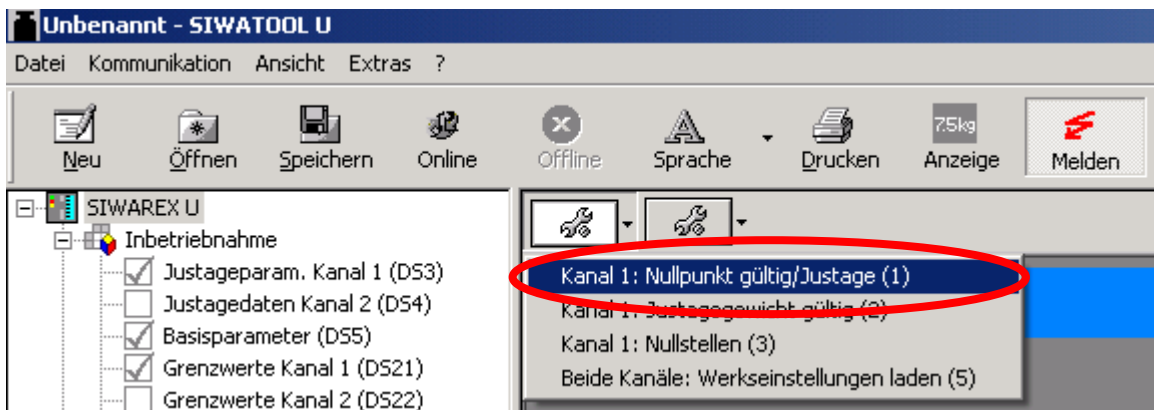 Unbenannt - SIWATOOL U
Datei Kommunikation Ansicht Extras ?
Neu Öffnen Speichern Online Offline Sprache Drucken 7.5kg Anzeige Melden
SIWAREX U
Inbetriebnahme
Justageparam. Kanal 1 (DS3)
Justagedaten Kanal 2 (DS4)
Basisparameter (DS5)
Grenzwerte Kanal 1 (DS21)
Grenzwerte Kanal 2 (DS22)
Kanal 1: Nullpunkt gültig/Justage (1)
Kanal 1: Justagegewicht gültig (2)
Kanal 1: Nullstellen (3)
Beide Kanäle: Werkseinstellungen laden (5)